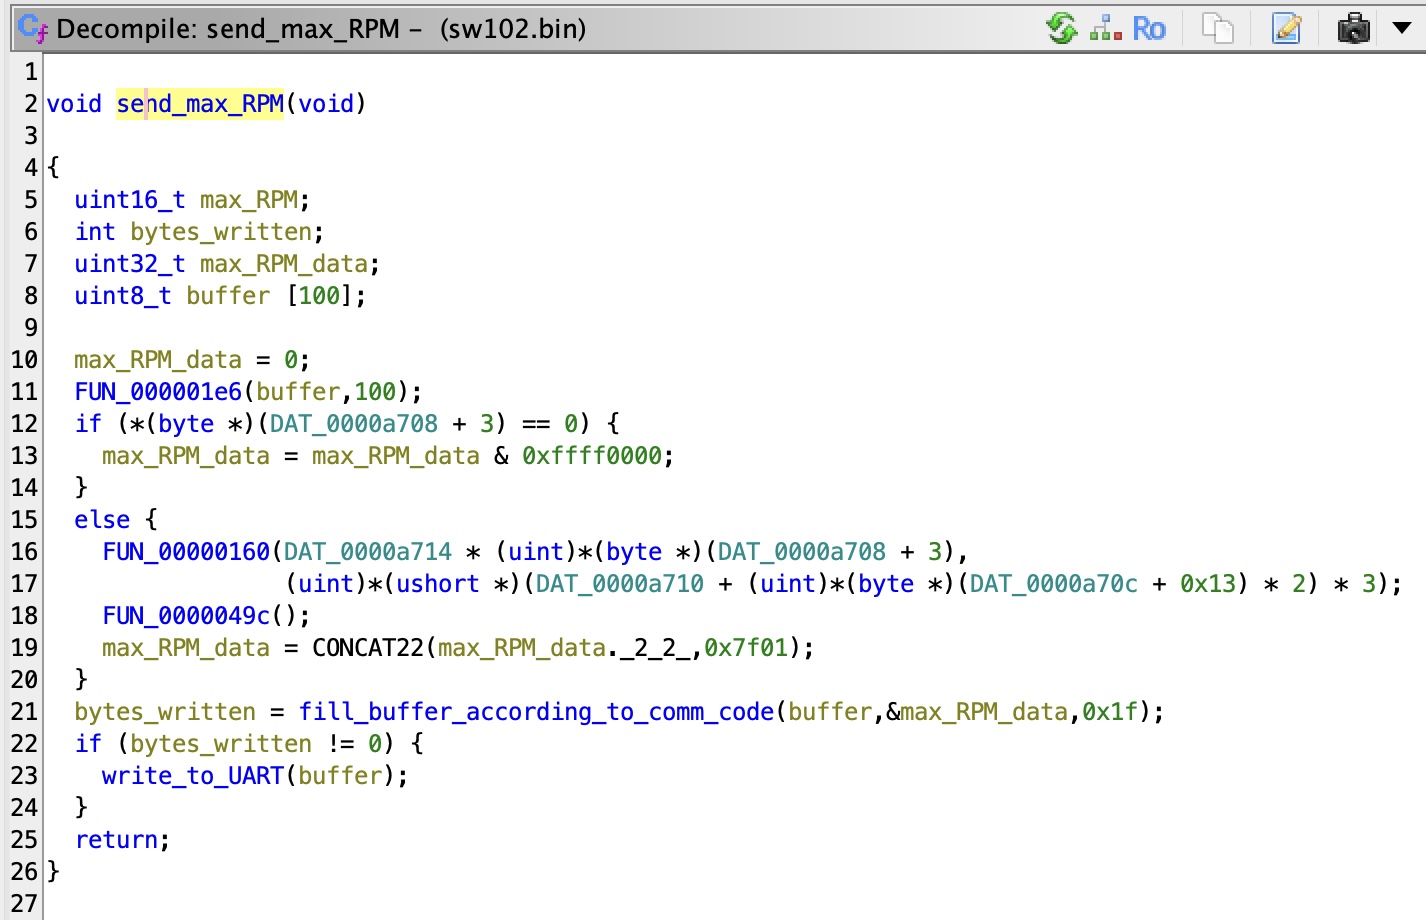 Decompile: send_max_RPM – (sw102.bin) Ro
1
2 void send_max_RPM(void)
3
4 {
5 uint16_t max_RPM;
6 int bytes_written;
7 uint32_t max_RPM_data;
8 uint8_t buffer [100];
9
10 max_RPM_data = 0;
11 FUN_000001e6(buffer,100);
12 if (*(byte *)(DAT_0000a708 + 3) == 0) {
13 max_RPM_data = max_RPM_data & 0xffff0000;
14 }
15 else {
16 FUN_00000160(DAT_0000a714 * (uint)*(byte *)(DAT_0000a708 + 3),
17 (uint)*(ushort *)(DAT_0000a710 + (uint)*(byte *)(DAT_0000a70c + 0x13) * 2) * 3);
18 FUN_0000049c();
19 max_RPM_data = CONCAT22(max_RPM_data._2_2_,0x7f01);
20 }
21 bytes_written = fill_buffer_according_to_comm_code(buffer,&max_RPM_data,0x1f);
22 if (bytes_written != 0) {
23 write_to_UART(buffer);
24 }
25 return;
26 }
27